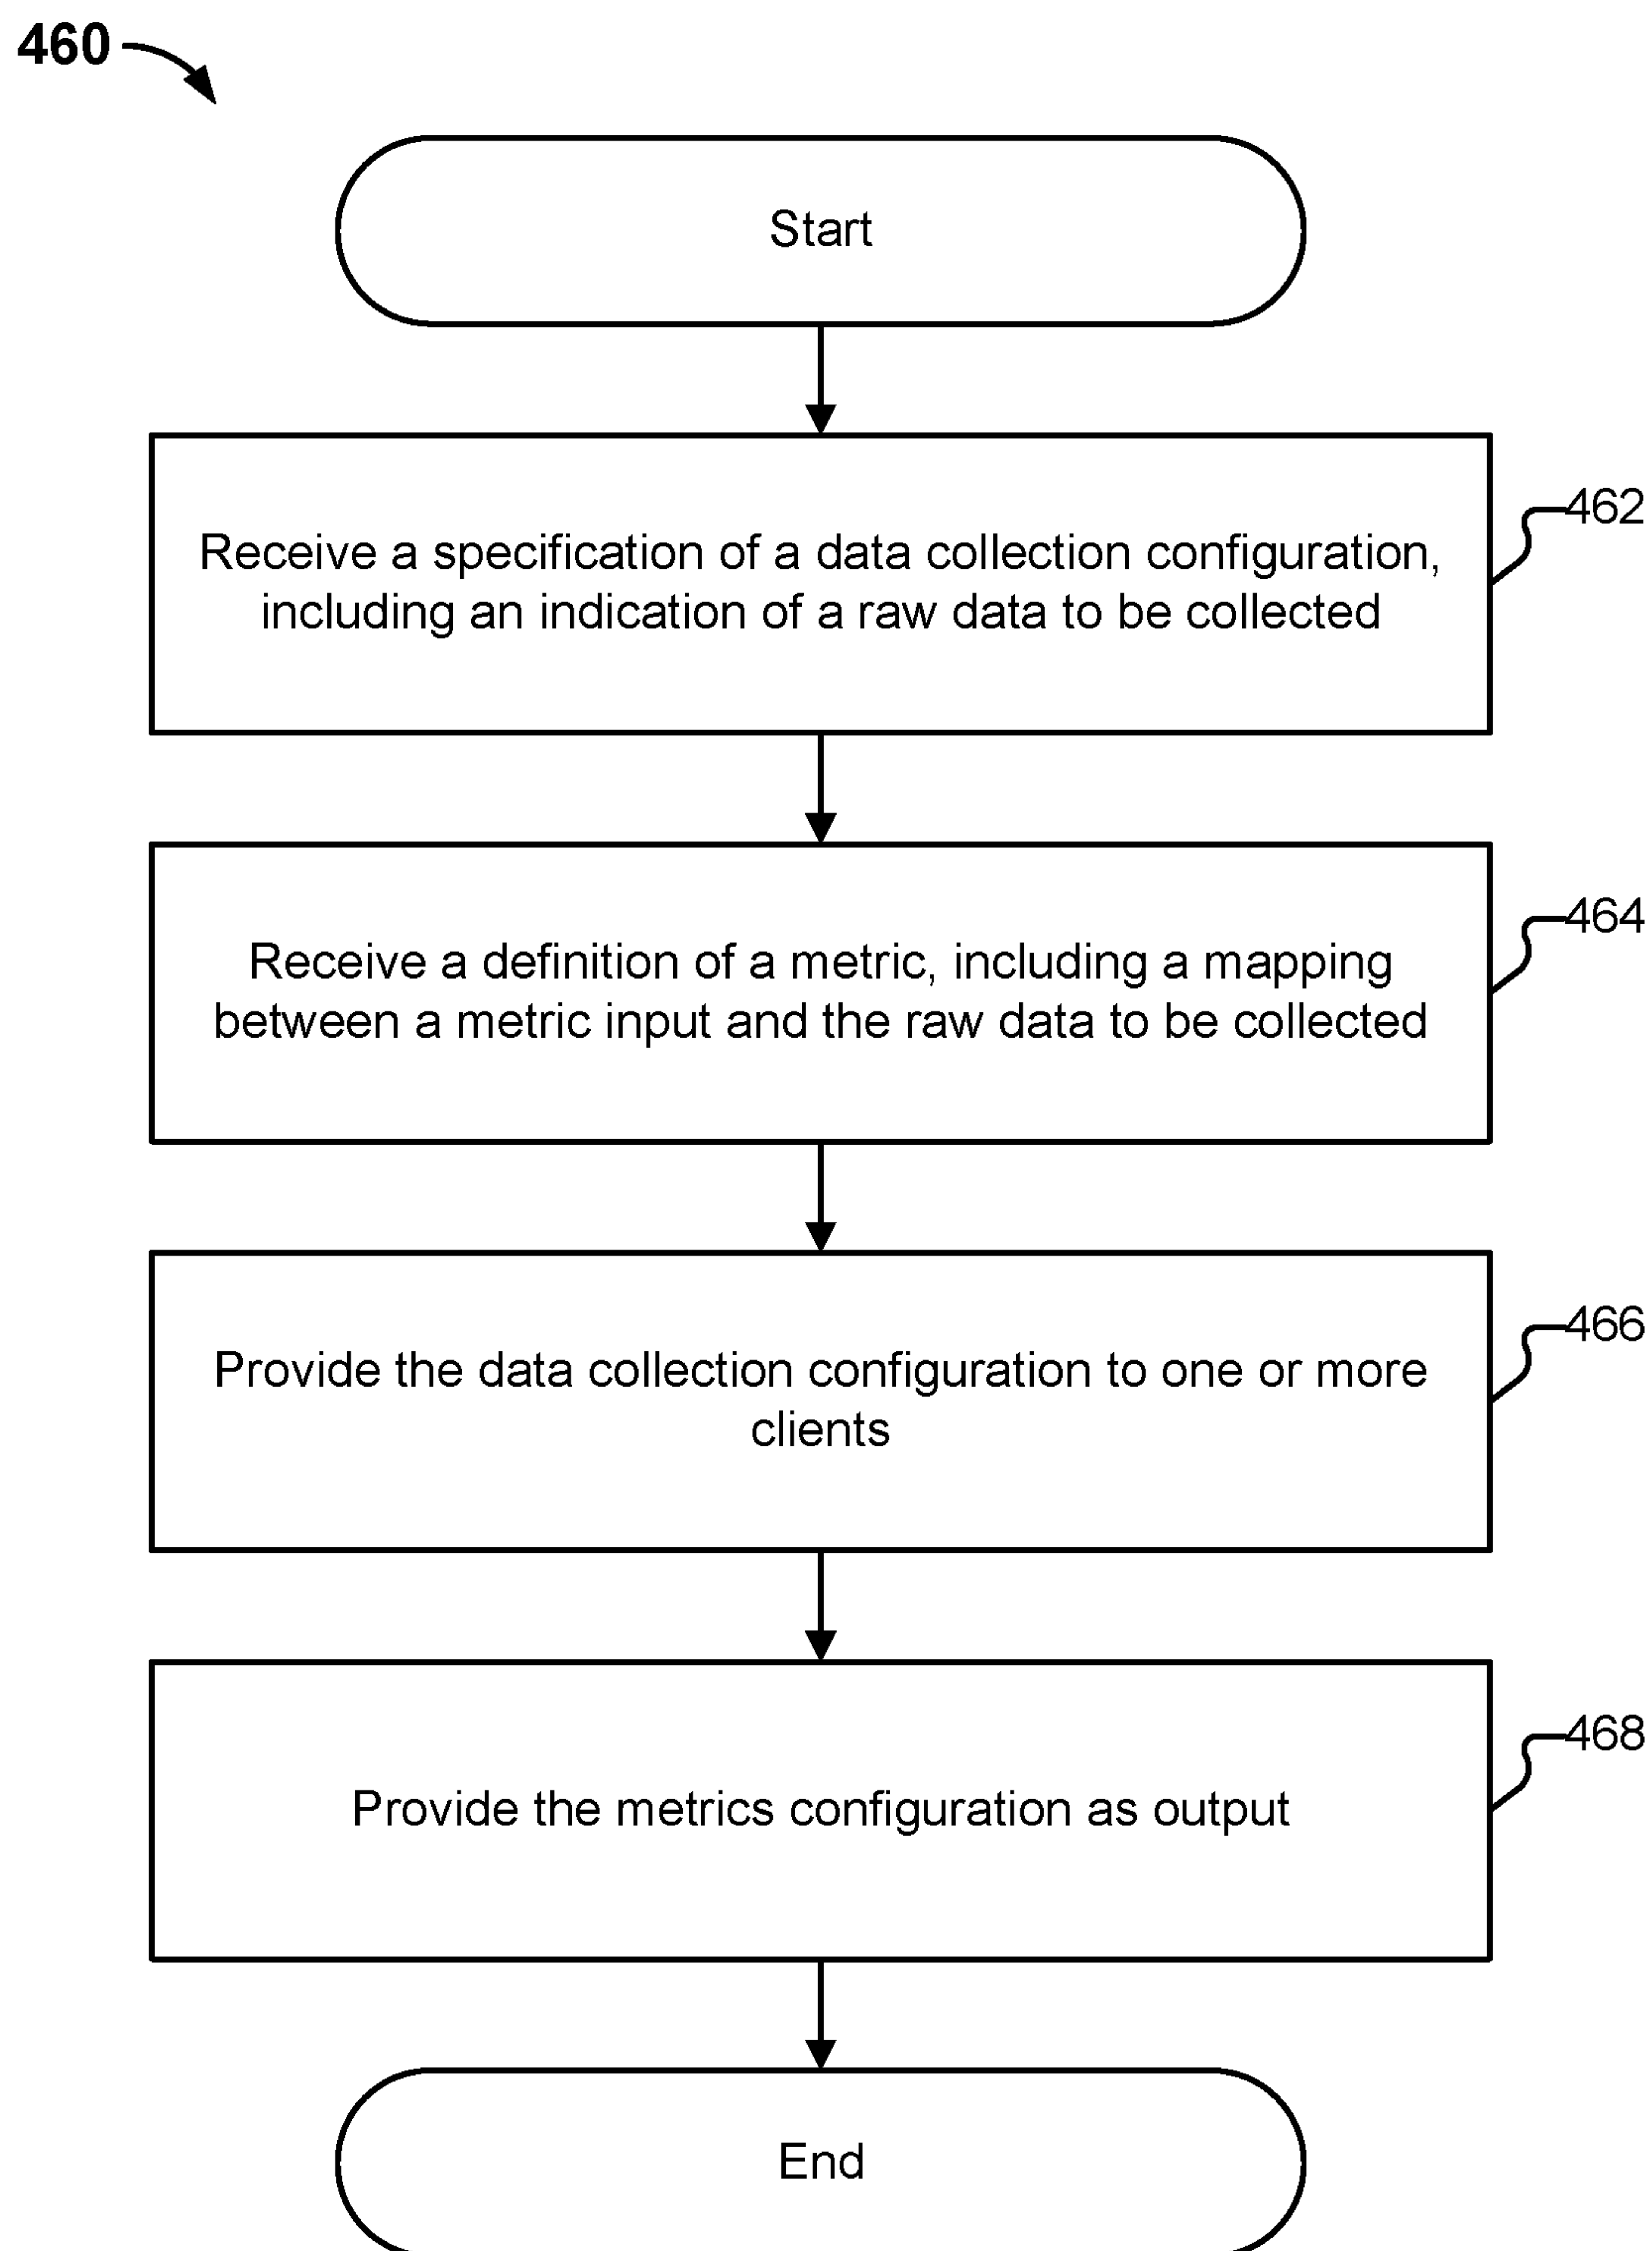 460
Start
Receive a specification of a data collection configuration,
including an indication of a raw data to be collected
462
Receive a definition of a metric, including a mapping
between a metric input and the raw data to be collected
464
Provide the data collection configuration to one or more
clients
466
Provide the metrics configuration as output
468
End